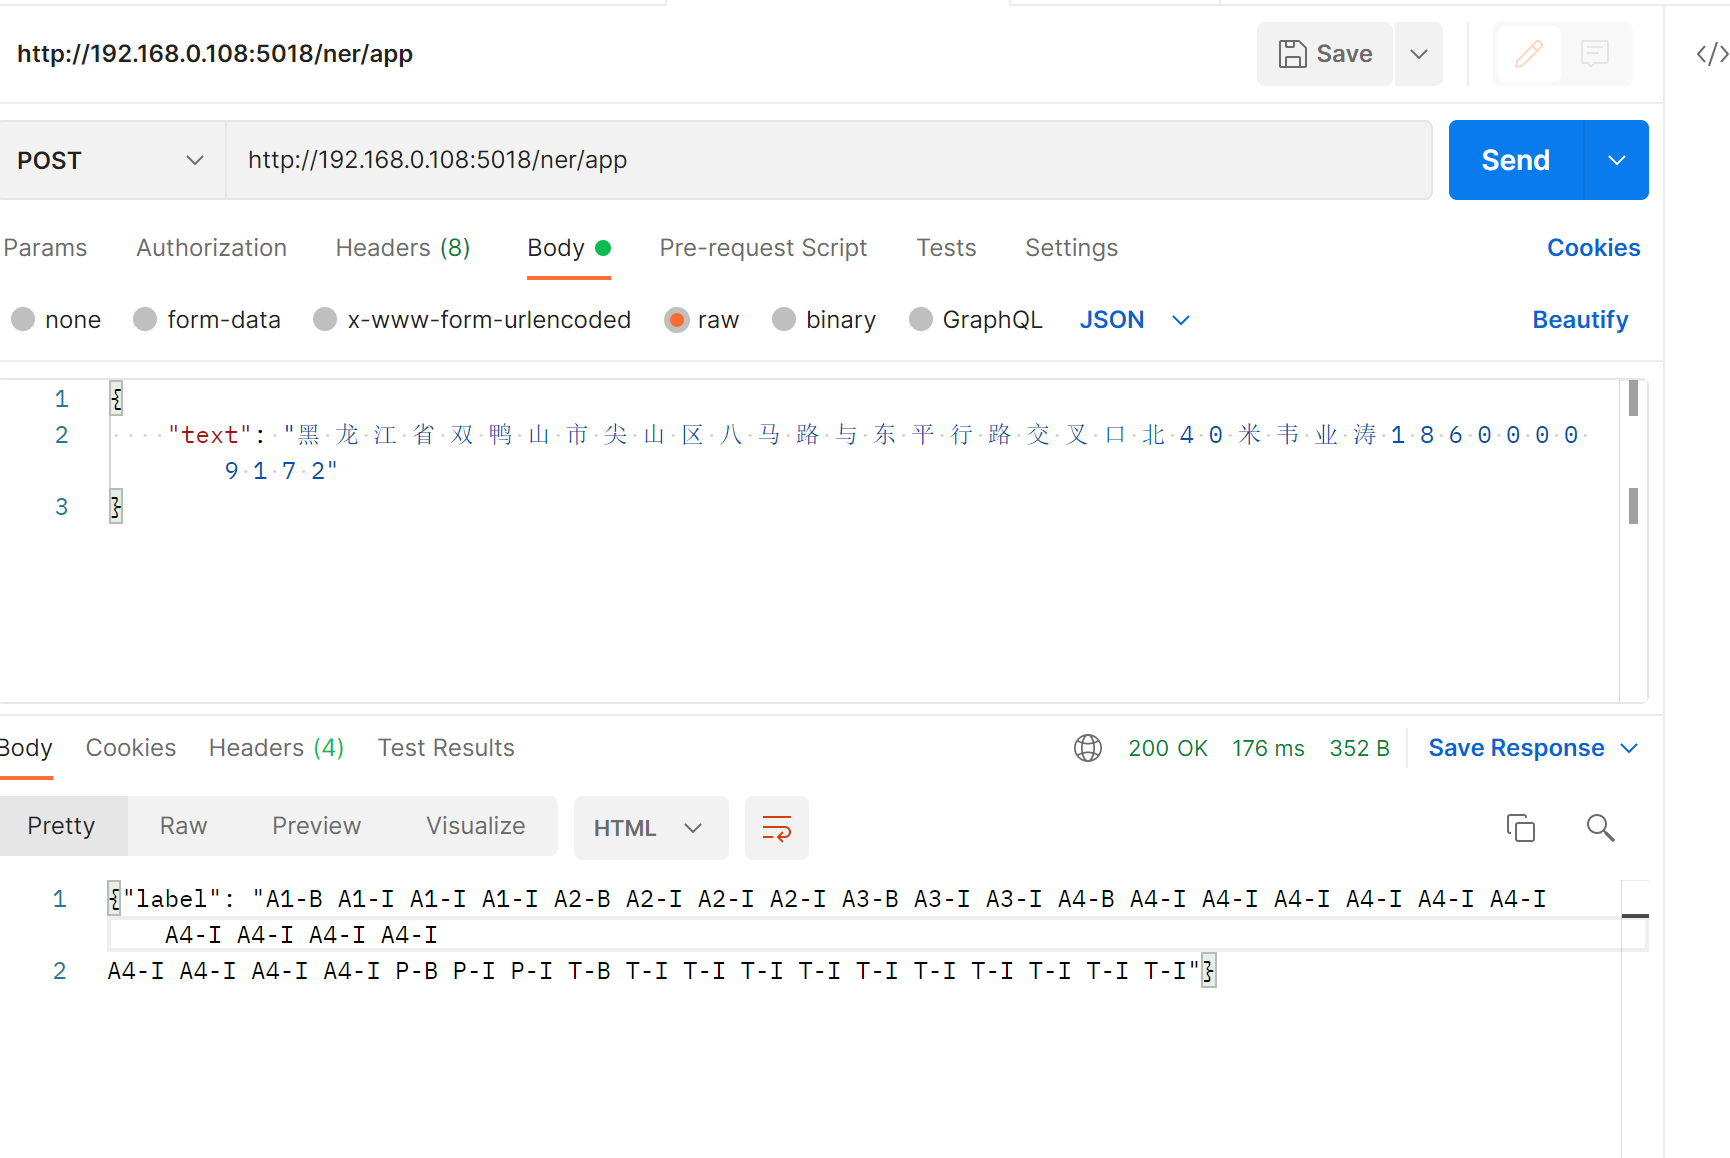 http://192.168.0.108:5018/ner/app
Save
</>
POST
http://192.168.0.108:5018/ner/app
Send
Params Authorization Headers (8) Body Pre-request Script Tests Settings Cookies
none form-data x-www-form-urlencoded raw binary GraphQL JSON Beautify
1 {
2 "text": "黑 龙 江 省 双 鸭 山 市 尖 山 区 八 马 路 与 东 平 行 路 交 叉 口 北 4 0 米 韦 业 涛 1 8 6 0 0 0 0
9 1 7 2"
3 }
Body Cookies Headers (4) Test Results 200 OK 176 ms 352 B Save Response
Pretty Raw Preview Visualize HTML
1 {"label": "A1-B A1-I A1-I A1-I A2-B A2-I A2-I A2-I A3-B A3-I A3-I A4-B A4-I A4-I A4-I A4-I A4-I A4-I
A4-I A4-I A4-I A4-I
2 A4-I A4-I A4-I A4-I P-B P-I P-I T-B T-I T-I T-I T-I T-I T-I T-I T-I T-I T-I"}